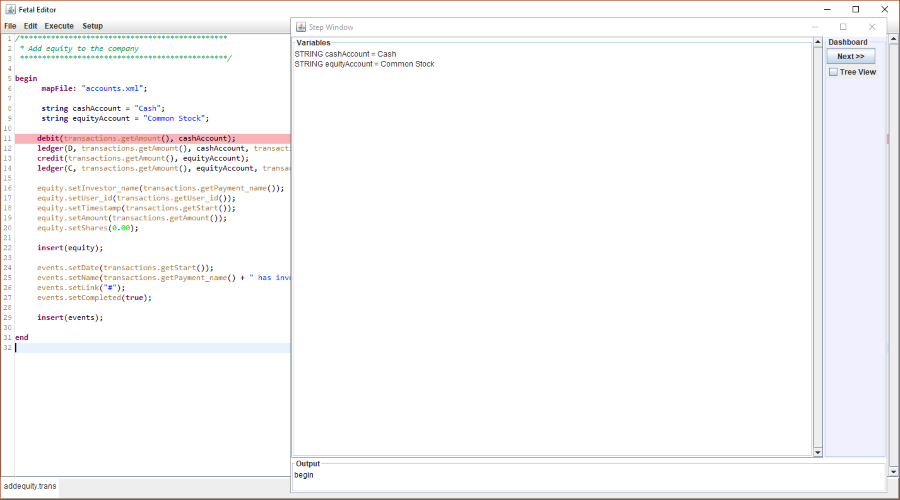 Fetal Editor
File Edit Execute Setup
1 /************************************************
2 * Add equity to the company
3 ************************************************/
4
5 begin
6 mapFile: "accounts.xml";
7
8 string cashAccount = "Cash";
9 string equityAccount = "Common Stock";
10
11 debit(transactions.getAmount(), cashAccount);
12 ledger(D, transactions.getAmount(), cashAccount, transacti
13 credit(transactions.getAmount(), equityAccount);
14 ledger(C, transactions.getAmount(), equityAccount, transac
15
16 equity.setInvestor_name(transactions.getPayment_name());
17 equity.setUser_id(transactions.getUser_id());
18 equity.setTimestamp(transactions.getStart());
19 equity.setAmount(transactions.getAmount());
20 equity.setShares(0.00);
21
22 insert(equity);
23
24 events.setDate(transactions.getStart());
25 events.setName(transactions.getPayment_name() + " has inve
26 events.setLink("#");
27 events.setCompleted(true);
28
29 insert(events);
30
31 end
32
addequity.trans
Step Window
Variables
STRING cashAccount = Cash
STRING equityAccount = Common Stock
Dashboard
Next >>
Tree View
Output
begin